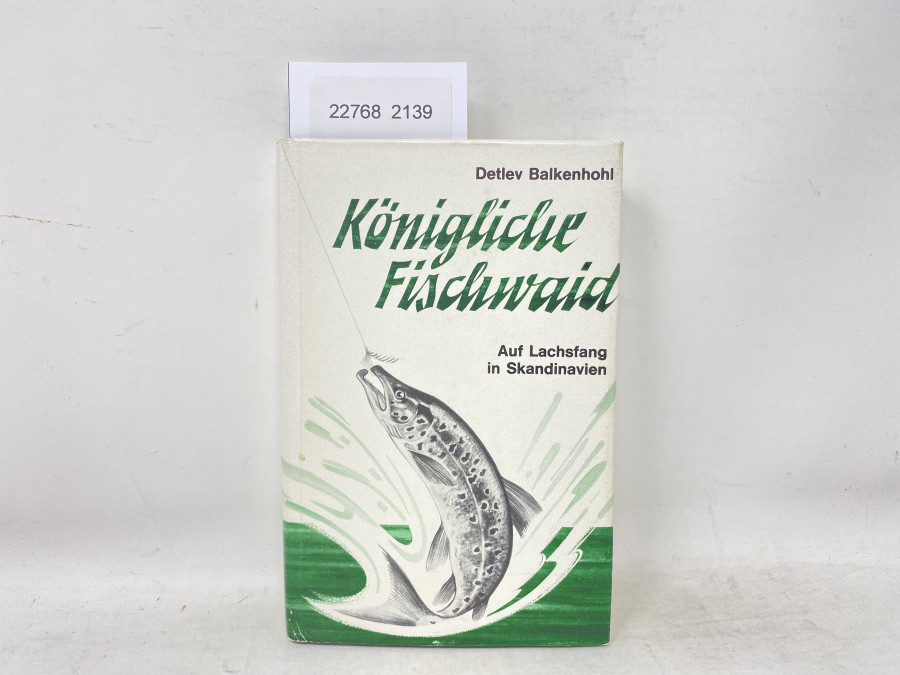 22768 2139
Detlev Balkenhohl
Königliche
Fischwaid
Auf Lachsfang
in Skandinavien